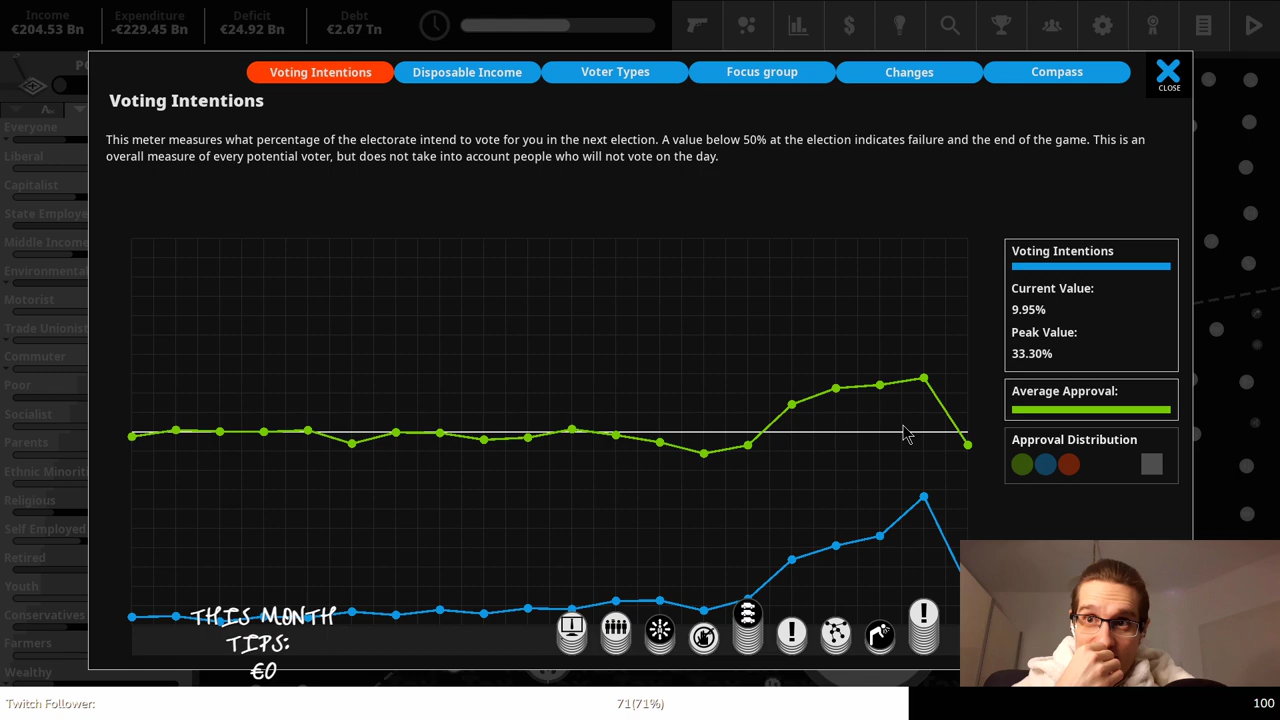 Income
Expenditure
Deficit
Debt
€204.53 Bn
-€229.45 Bn
€24.92 Bn
€2.67 Tn
Voting Intentions
Disposable Income
Voter Types
Focus group
Changes
Compass
CLOSE
Voting Intentions
This meter measures what percentage of the electorate intend to vote for you in the next election. A value below 50% at the election indicates failure and the end of the game. This is an
overall measure of every potential voter, but does not take into account people who will not vote on the day.
Everyone
Liberal
Capitalist
State Employe
Middle Income
Environmental
Motorist
Trade Unionist
Commuter
Poor
Socialist
Parents
Ethnic Minoriti
Religious
Self Employed
Retired
Youth
Conservatives
Farmers
Wealthy
Voting Intentions
Current Value:
9.95%
Peak Value:
33.30%
Average Approval:
Approval Distribution
THIS MONTH
TIPS:
€0
Twitch Follower:
71(71%)
100